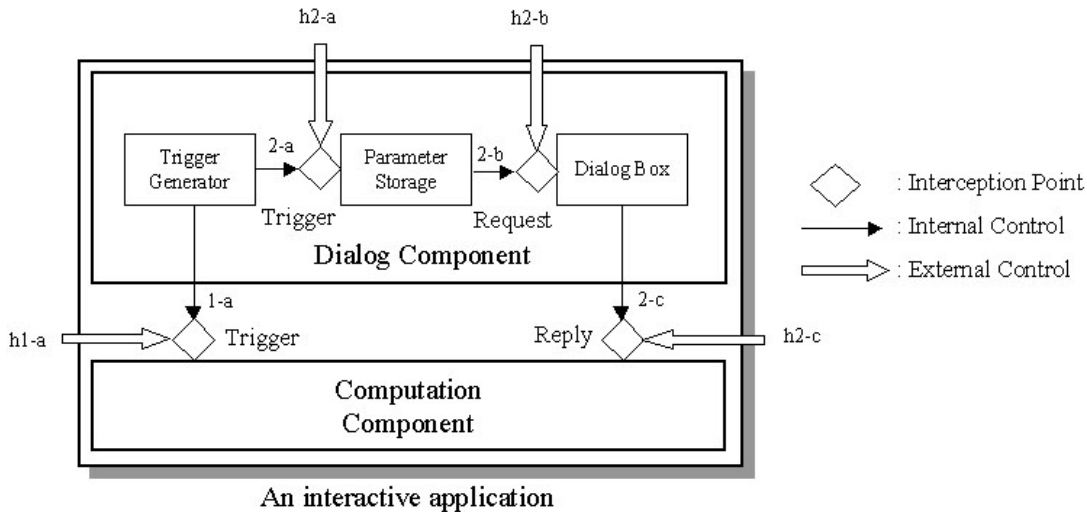 h2-a
h2-b
2-a
2-b
Trigger
Generator
Parameter
Storage
Dialog Box
Trigger
Request
Dialog Component
: Interception Point
: Internal Control
: External Control
1-a
2-c
h1-a
Trigger
Reply
h2-c
Computation
Component
An interactive application